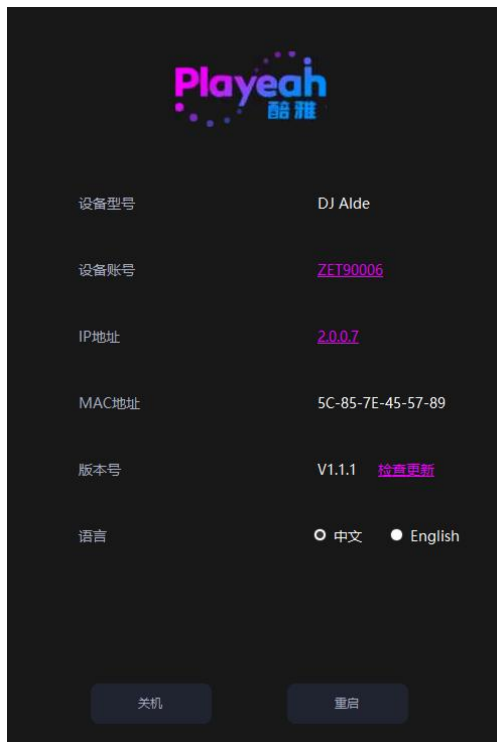 Playeah
酷雅
设备型号 DJ Alde
设备账号 ZET90006
IP地址 2.0.0.7
MAC地址 5C-85-7E-45-57-89
版本号 V1.1.1 检查更新
语言 中文 English
关机 重启